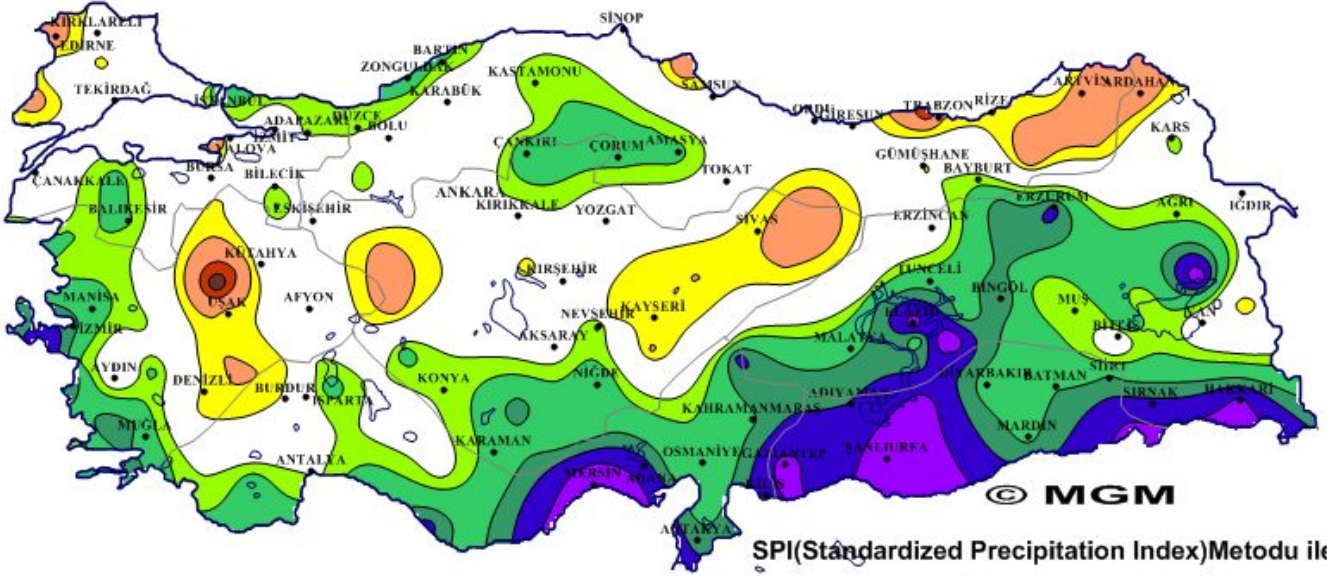 SİNOP
KIRKLARELİ
EDİRNE
BARTIN
ZONGULDAK
KASTAMONU
KARABÜK
SAMSUN
ARTVİN
ARDAHAN
TEKİRDAĞ
İSTANBUL
ADAPAZARI
DÜZCE
İZMİT
BOLU
ORDU
GİRESUN
TRABZON
RİZE
KARS
YALOVA
BURSA
BİLECİK
ÇANKIRI
ÇORUM
AMASYA
TOKAT
GÜMÜŞHANE
BAYBURT
ÇANAKKALE
BALIKESİR
ESKİŞEHİR
ANKARA
KIRIKKALE
YOZGAT
SİVAS
ERZİNCAN
ERZURUM
AĞRI
IĞDIR
KÜTAHYA
KIRŞEHİR
TUNCELİ
BİNGÖL
MANİSA
UŞAK
AFYON
KAYSERİ
NEVŞEHİR
ELAZIĞ
MUŞ
BİTLİS
VAN
İZMİR
AKSARAY
MALATYA
AYDIN
DENİZLİ
BURDUR
ISPARTA
KONYA
NİĞDE
DİYARBAKIR
BATMAN
SİİRT
ŞIRNAK
HAKKARİ
ADIYAMAN
KAHRAMANMARAŞ
MARDİN
MUĞLA
ANTALYA
KARAMAN
MERSİN
ADANA
OSMANİYE
GAZİANTEP
ŞANLIURFA
KİLİS
ANTAKYA
© MGM
SPI(Standardized Precipitation Index)Metodu ile